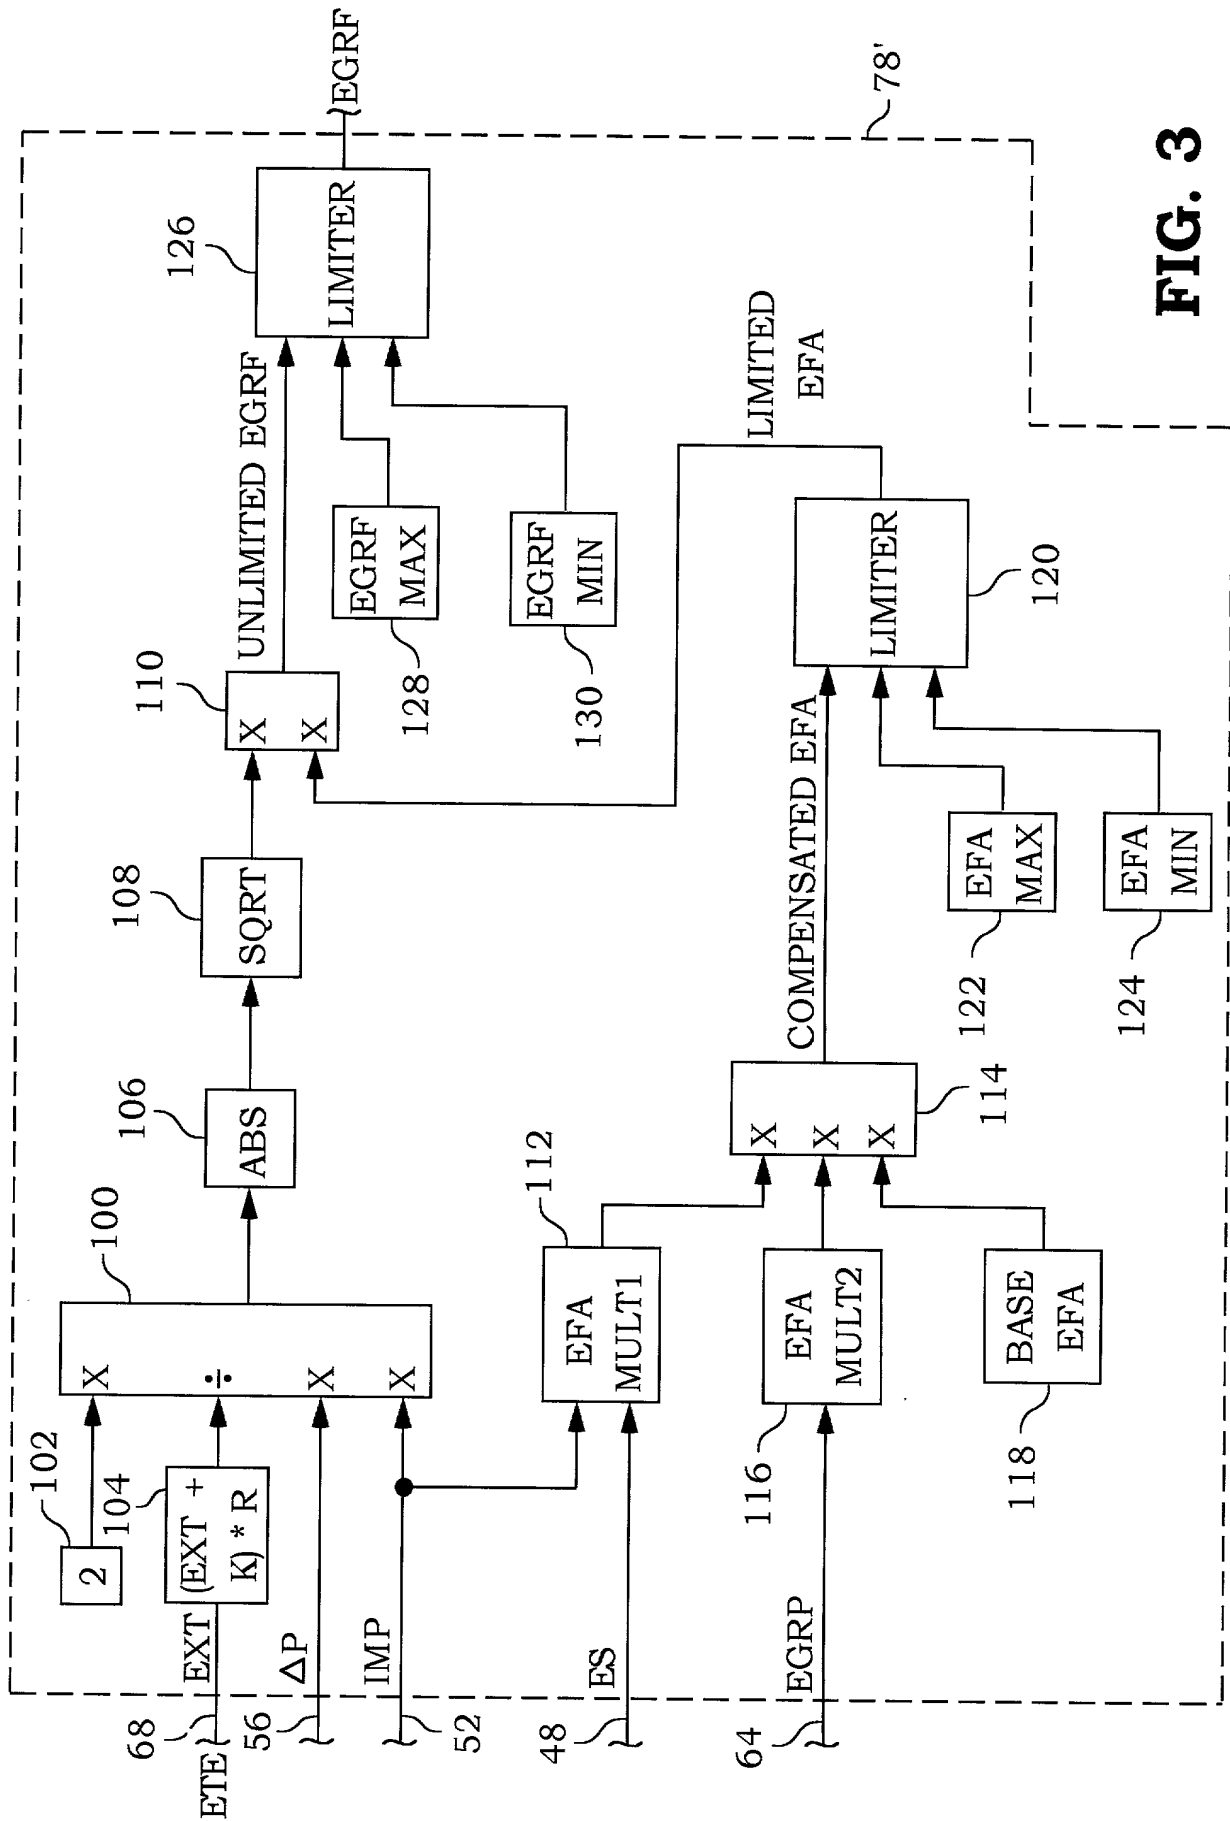 78'
102
2
100
X
÷
X
X
104
(EXT +
K) * R
ETE
68
EXT
56
ΔP
52
IMP
106
ABS
108
SQRT
110
X
X
UNLIMITED EGRF
126
LIMITER
EGRF
EGRF
MAX
128
EGRF
MIN
130
48
ES
112
EFA
MULT1
64
EGRP
116
EFA
MULT2
BASE
EFA
118
X
X
X
114
COMPENSATED EFA
LIMITER
120
LIMITED
EFA
EFA
MAX
122
EFA
MIN
124
FIG. 3